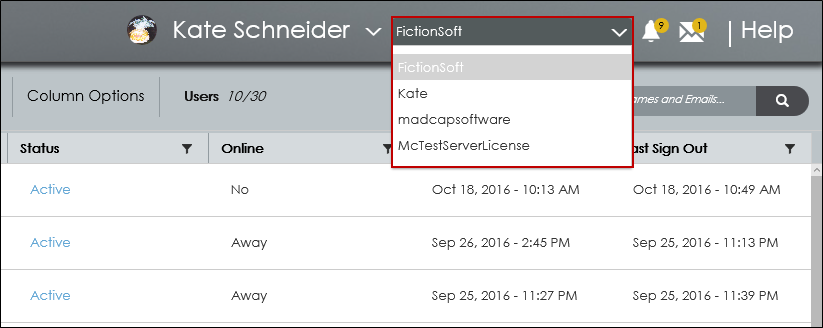 Kate Schneider FictionSoft 9 1 Help
FictionSoft
Column Options Users 10/30 Kate ames and Emails...
madcapsoftware
Status Online McTestServerLicense ast Sign Out
Active No Oct 18, 2016 - 10:13 AM Oct 18, 2016 - 10:49 AM
Active Away Sep 26, 2016 - 2:45 PM Sep 25, 2016 - 11:13 PM
Active Away Sep 25, 2016 - 11:27 PM Sep 25, 2016 - 11:39 PM